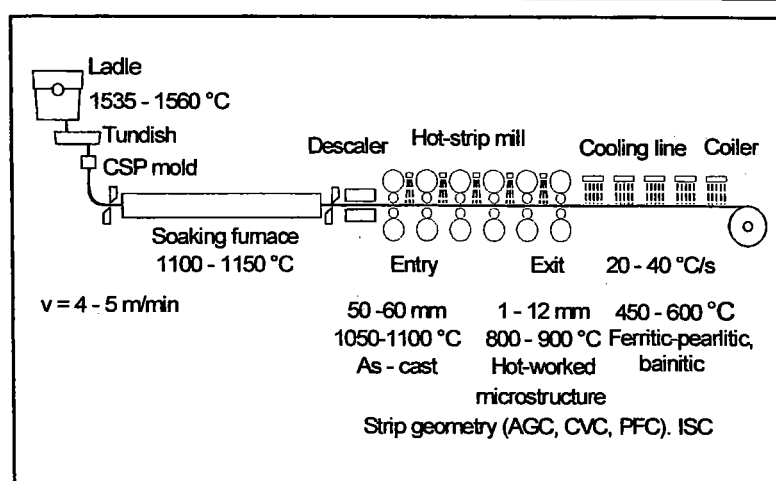 Ladle
1535 - 1560 °C
Tundish
CSP mold
Descaler
Hot-strip mill
Cooling line
Coiler
Soaking furnace
1100 - 1150 °C
Entry
Exit
20 - 40 °C/s
v = 4 - 5 m/min
50 -60 mm
1 - 12 mm
450 - 600 °C
1050-1100 °C
800 - 900 °C
Ferritic-pearlitic,
As - cast
Hot-worked
bainitic
microstructure
Strip geometry (AGC, CVC, PFC). ISC